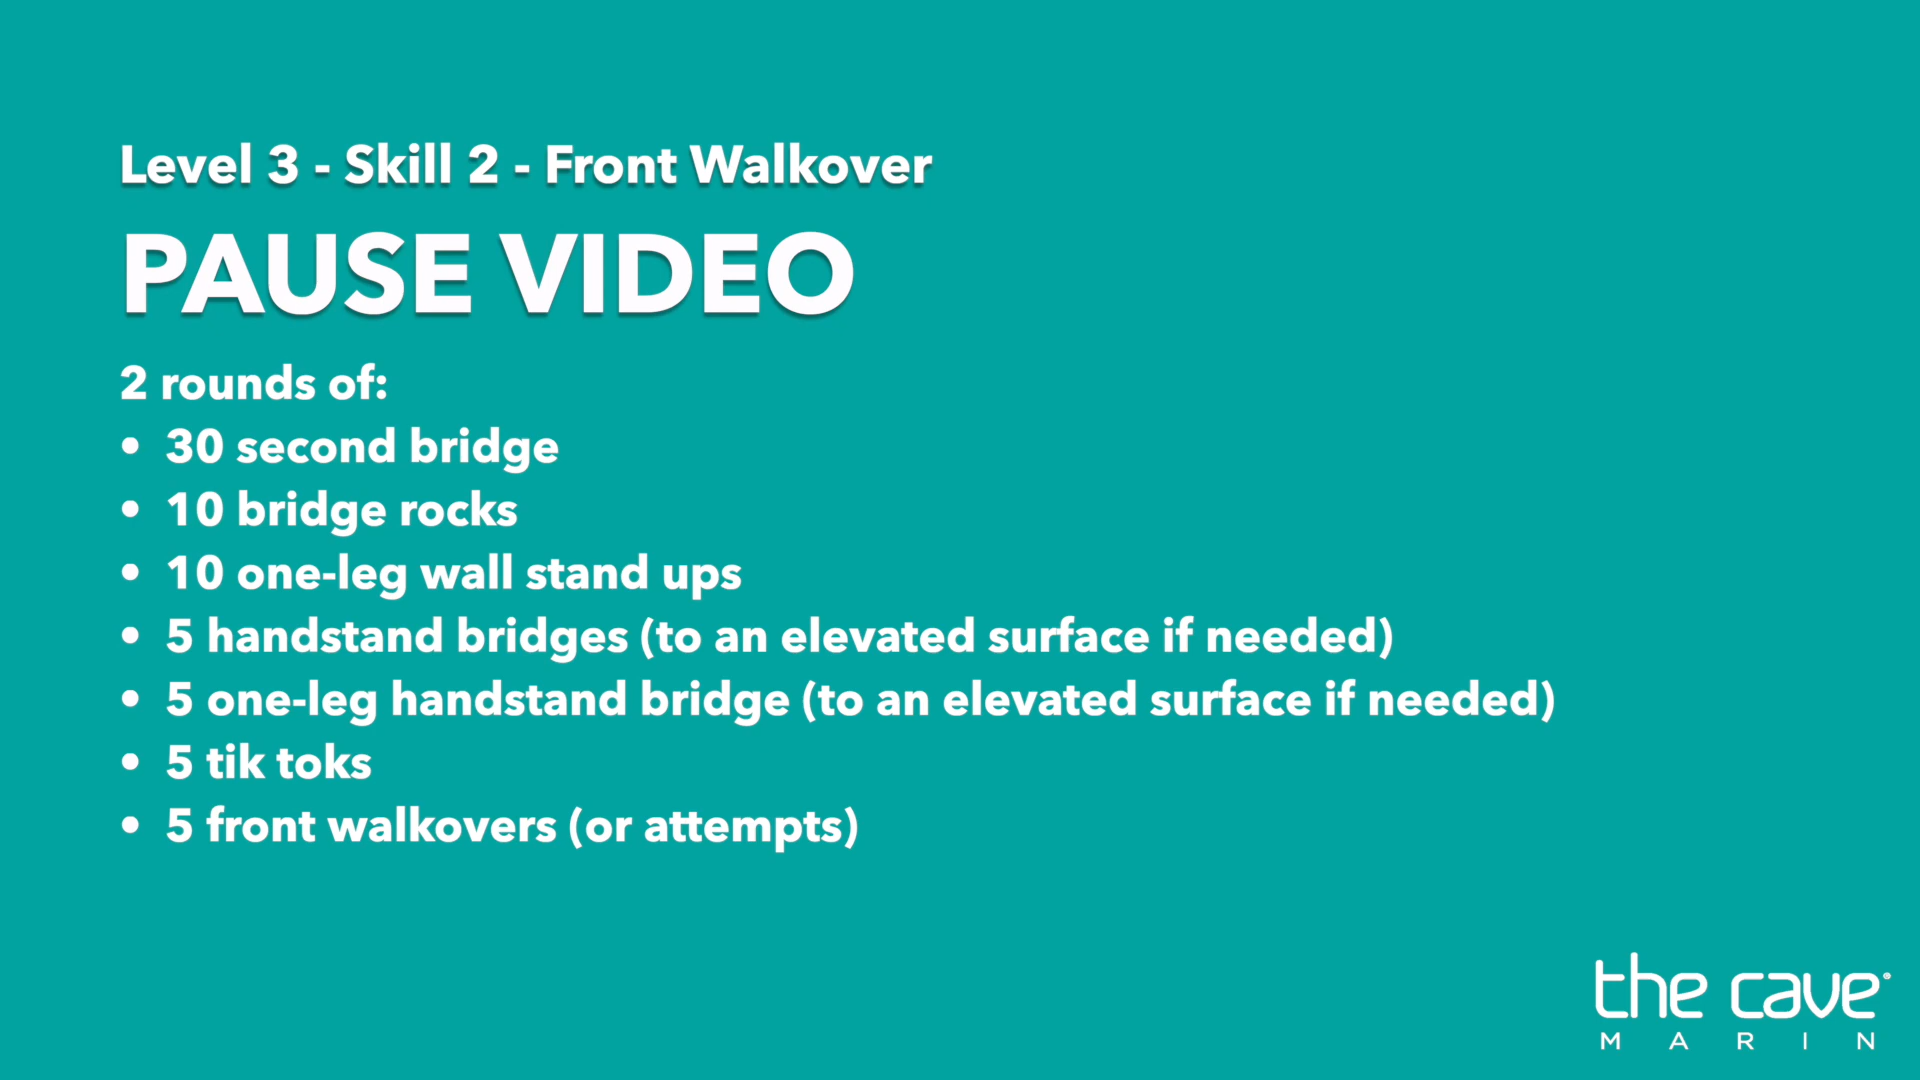 Level 3 - Skill 2 - Front Walkover
PAUSE VIDEO
2 rounds of:
• 30 second bridge
• 10 bridge rocks
• 10 one-leg wall stand ups
• 5 handstand bridges (to an elevated surface if needed)
• 5 one-leg handstand bridge (to an elevated surface if needed)
• 5 tik toks
• 5 front walkovers (or attempts)
the cave®
MARIN